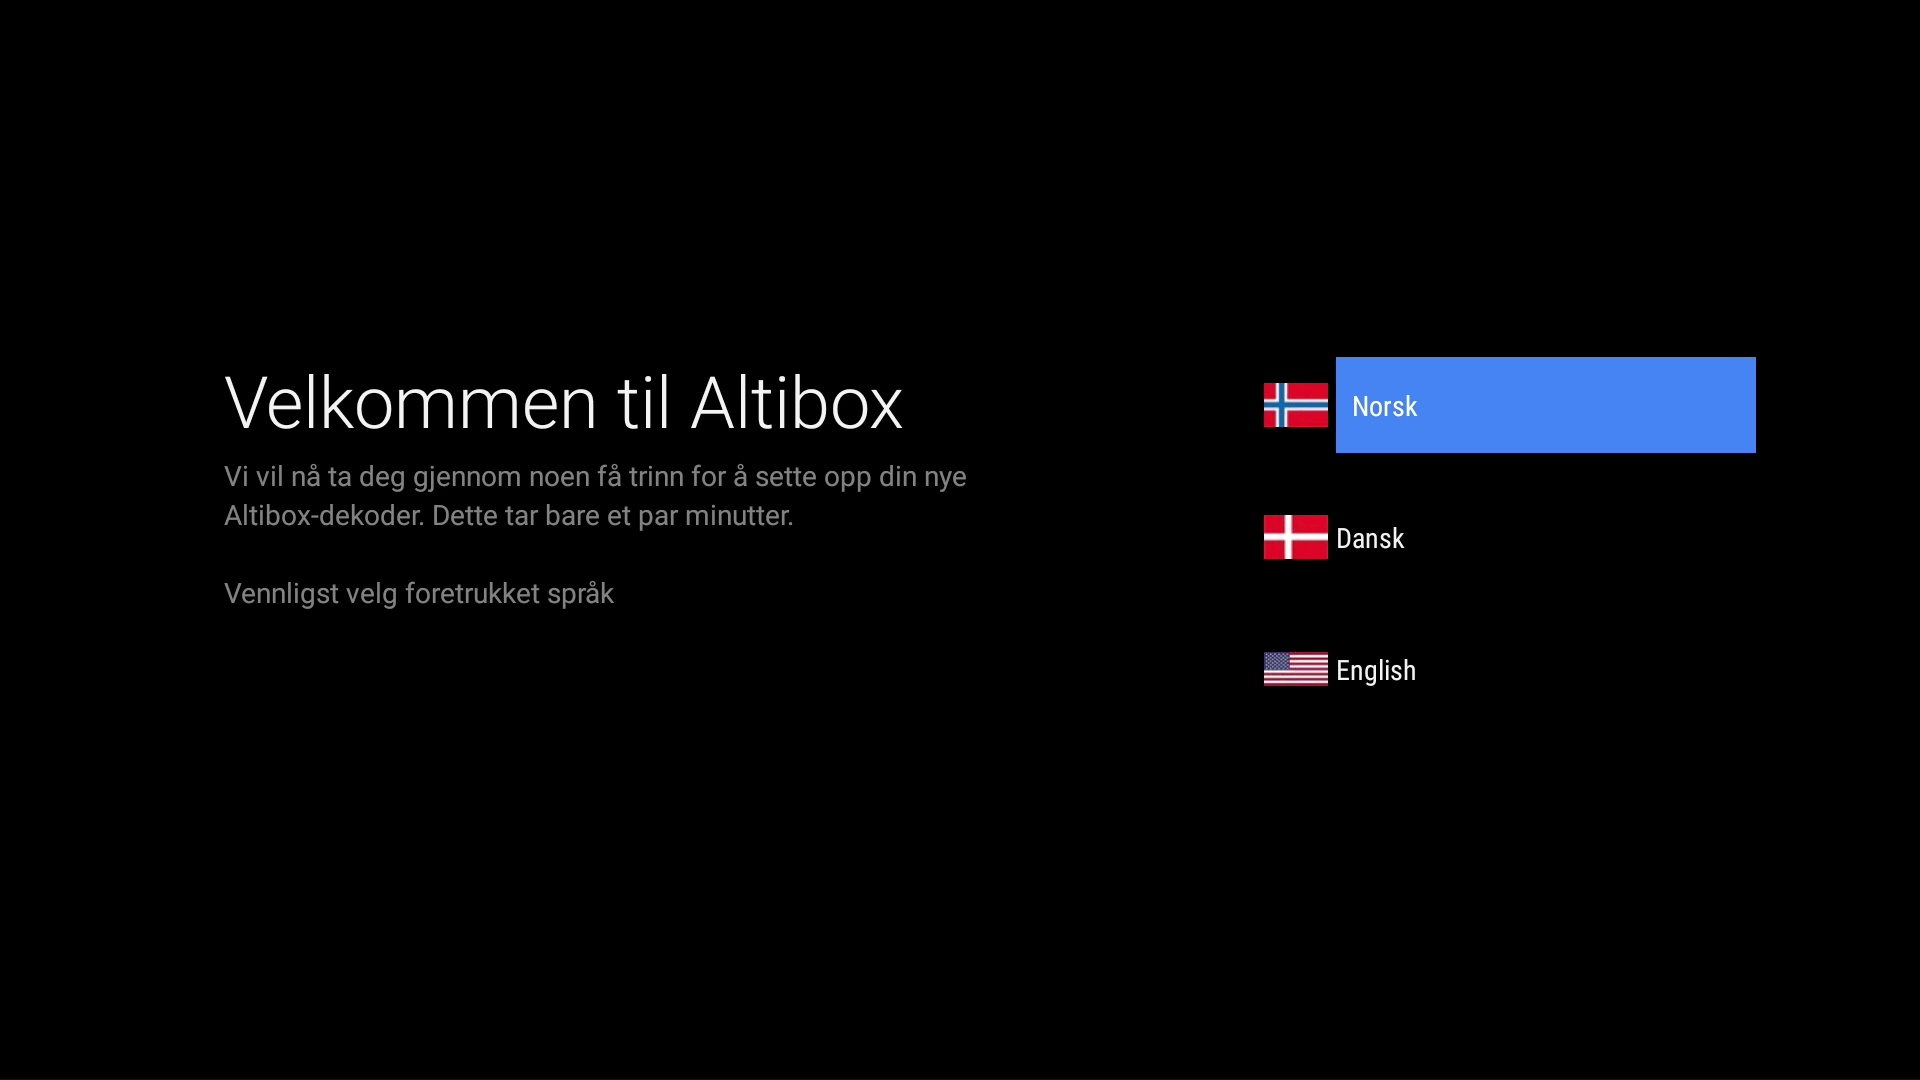 Velkommen til Altibox
Vi vil nå ta deg gjennom noen få trinn for å sette opp din nye
Altibox-dekoder. Dette tar bare et par minutter.
Vennligst velg foretrukket språk
Norsk
Dansk
English